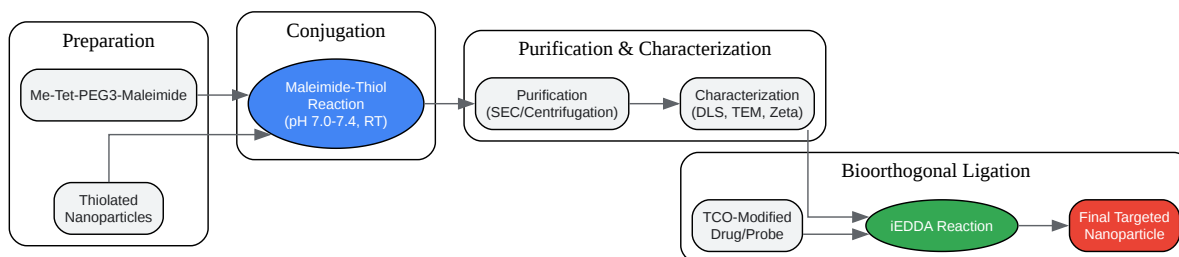 Preparation
Me-Tet-PEG3-Maleimide
Thiolated
Nanoparticles
Conjugation
Maleimide-Thiol
Reaction
(pH 7.0-7.4, RT)
Purification & Characterization
Purification
(SEC/Centrifugation)
Characterization
(DLS, TEM, Zeta)
Bioorthogonal Ligation
TCO-Modified
Drug/Probe
iEDDA Reaction
Final Targeted
Nanoparticle